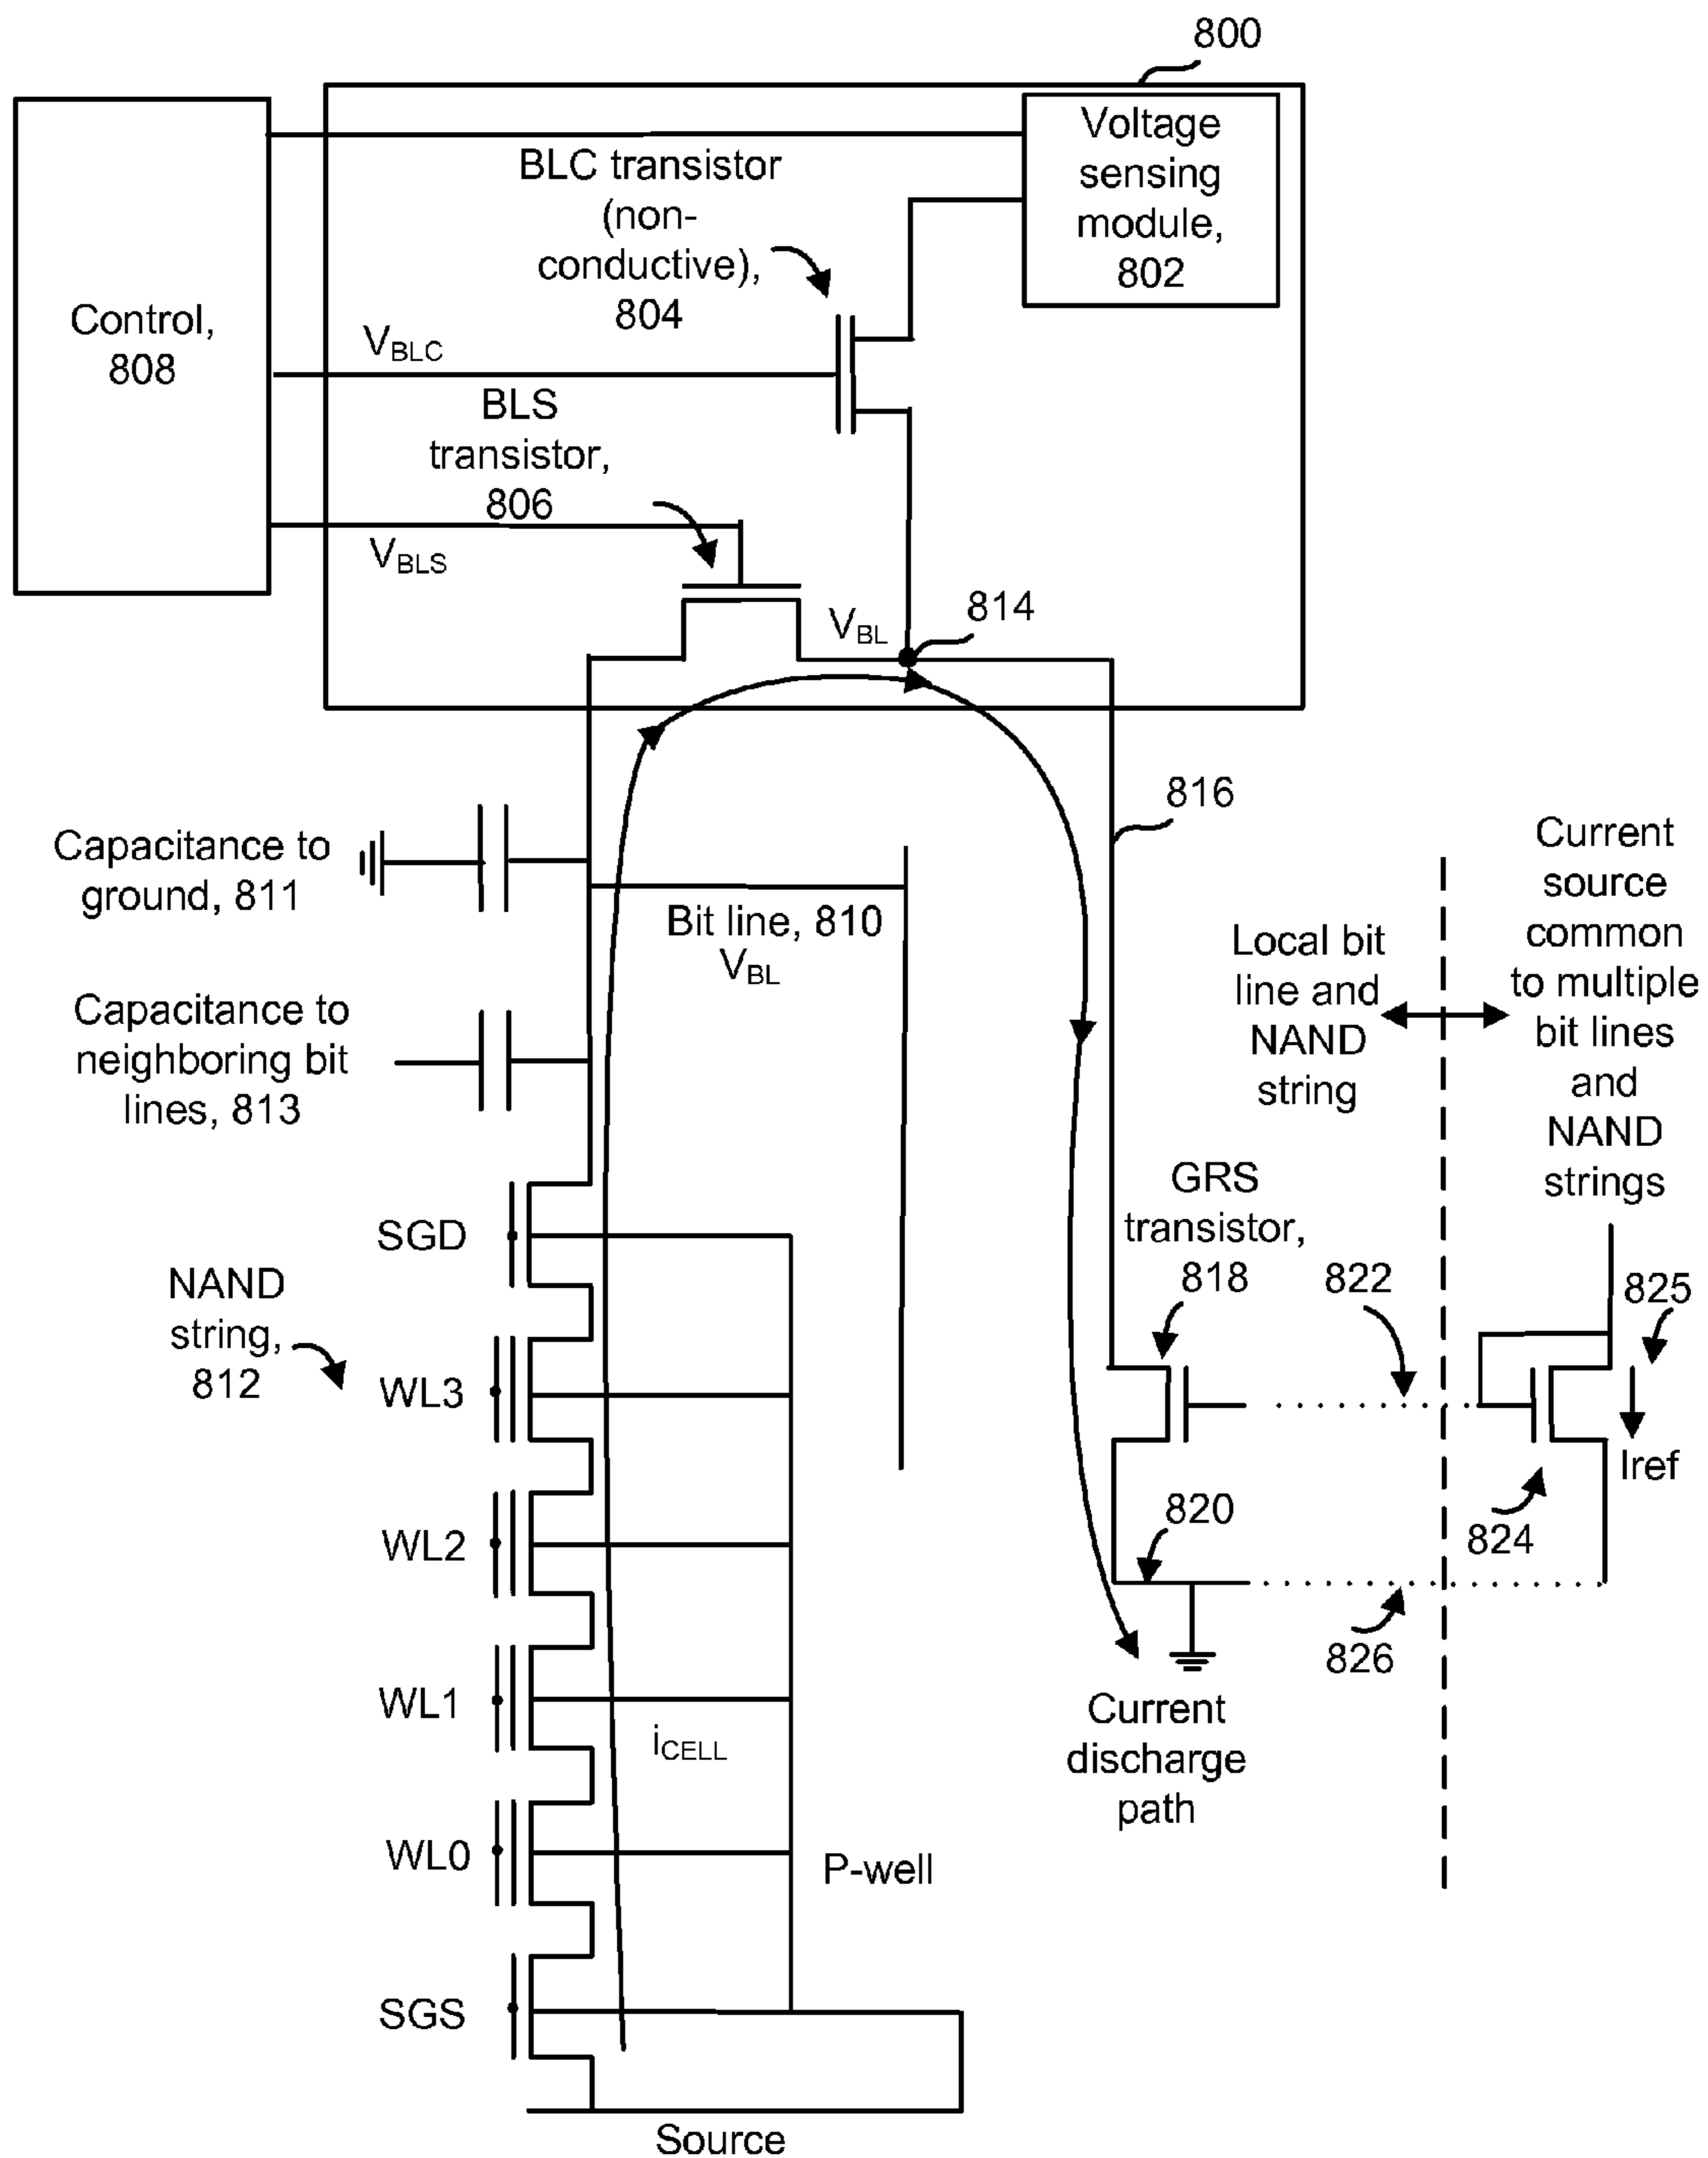 800
Voltage
sensing
module,
802
BLC transistor
(non-
conductive),
804
Control,
808
VBLC
BLS
transistor,
806
VBLS
VBL
814
816
Capacitance to
ground, 811
Bit line, 810
VBL
Current
source
common
to multiple
bit lines
and
NAND
strings
Local bit
line and
NAND
string
Capacitance to
neighboring bit
lines, 813
GRS
transistor,
818
822
825
SGD
NAND
string,
812
WL3
Iref
824
820
WL2
826
WL1
iCELL
Current
discharge
path
WL0
P-well
SGS
Source